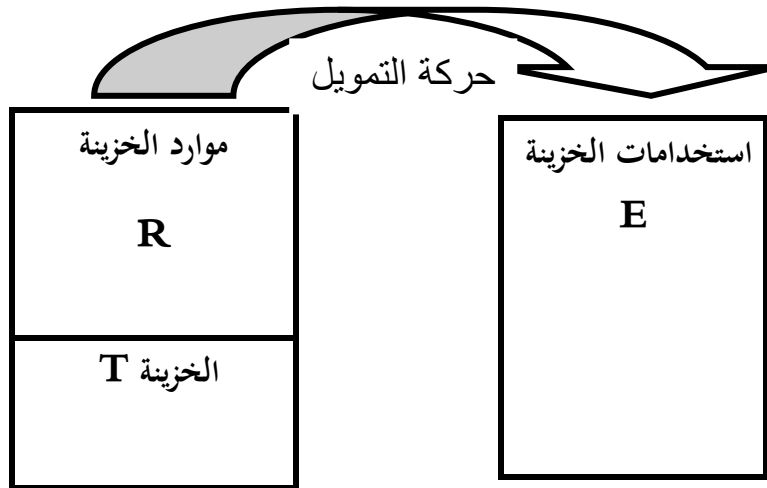 حركة التمويل
استخدامات الخزينة
E
موارد الخزينة
R
الخزينة T